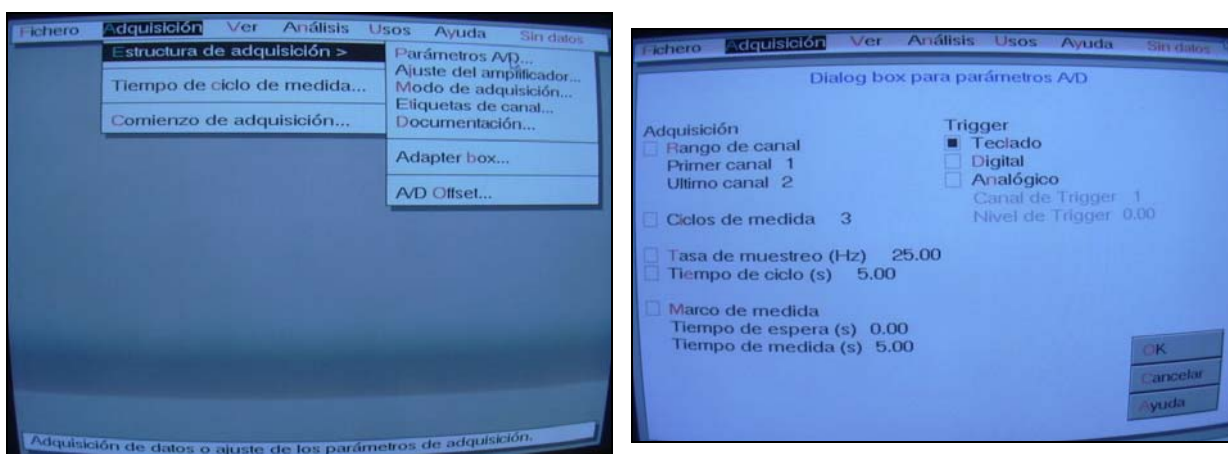 Fichero Adquisición Ver Análisis Usos Ayuda Sin datos
Estructura de adquisición >
Tiempo de ciclo de medida...
Comienzo de adquisición...
Parámetros A/D...
Ajuste del amplificador...
Modo de adquisición...
Etiquetas de canal...
Documentación...
Adapter box...
A/D Offset...
Adquisición de datos o ajuste de los parámetros de adquisición.
Fichero Adquisición Ver Análisis Usos Ayuda Sin datos
Dialog box para parámetros A/D
Adquisición
Rango de canal
Primer canal 1
Ultimo canal 2
Ciclos de medida 3
Tasa de muestreo (Hz) 25.00
Tiempo de ciclo (s) 5.00
Marco de medida
Tiempo de espera (s) 0.00
Tiempo de medida (s) 5.00
Trigger
Teclado
Digital
Analógico
Canal de Trigger 1
Nivel de Trigger 0.00
OK
Cancelar
Ayuda